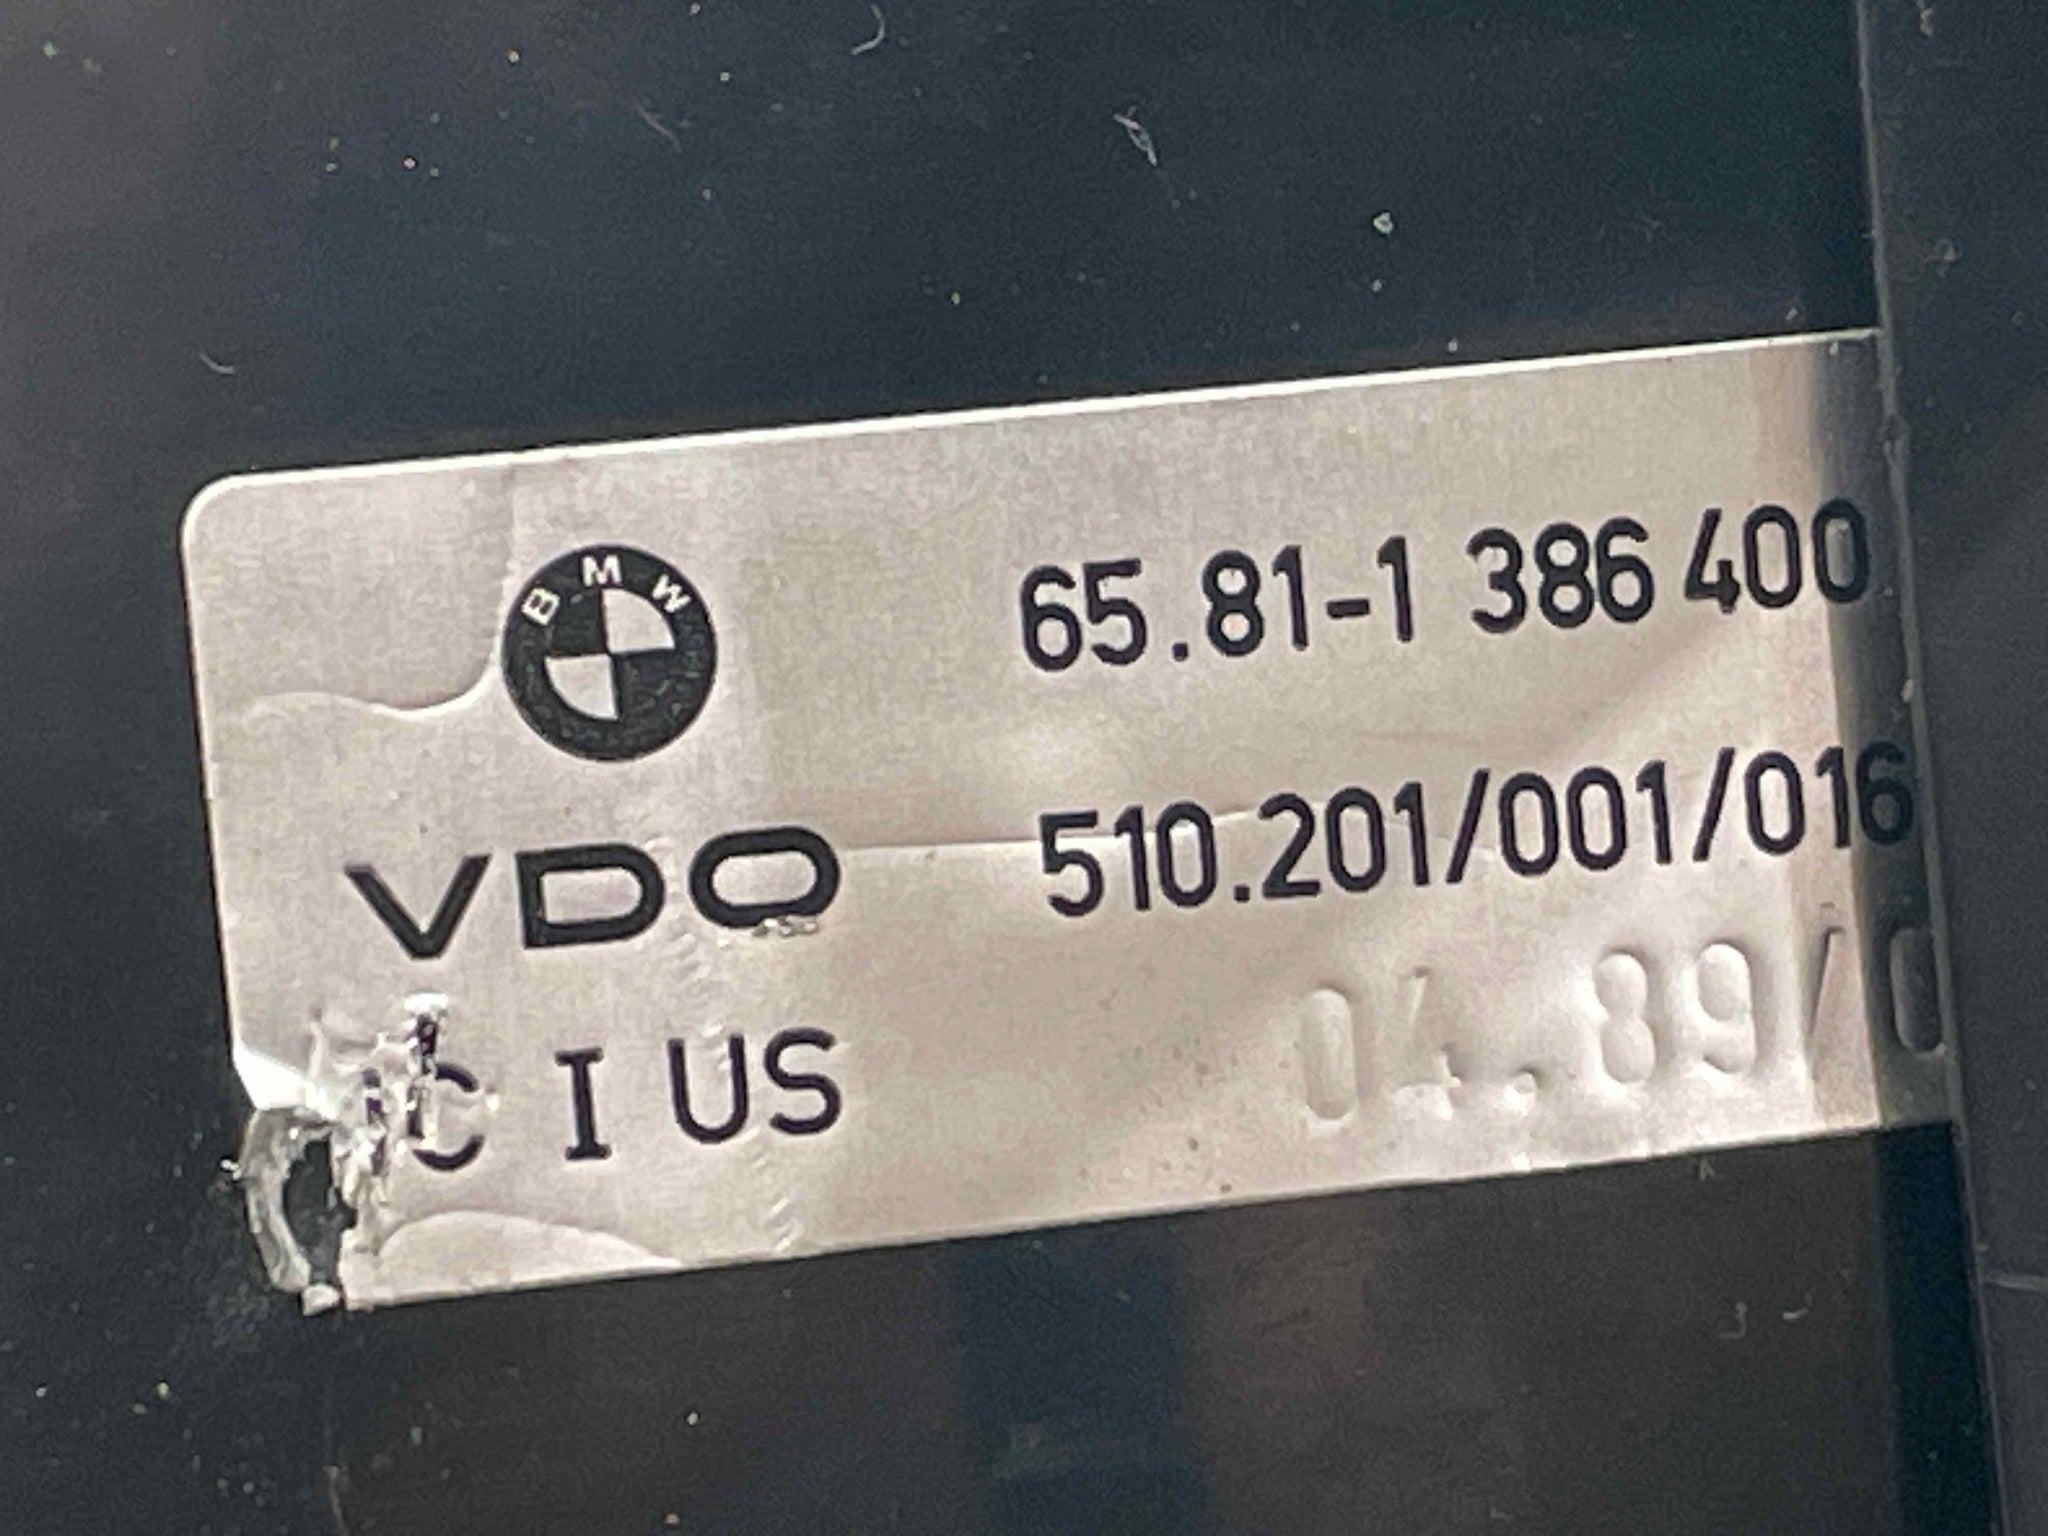 BMW
65.81-1 386 400
VDO
510.201/001/016
C I US
04.89/